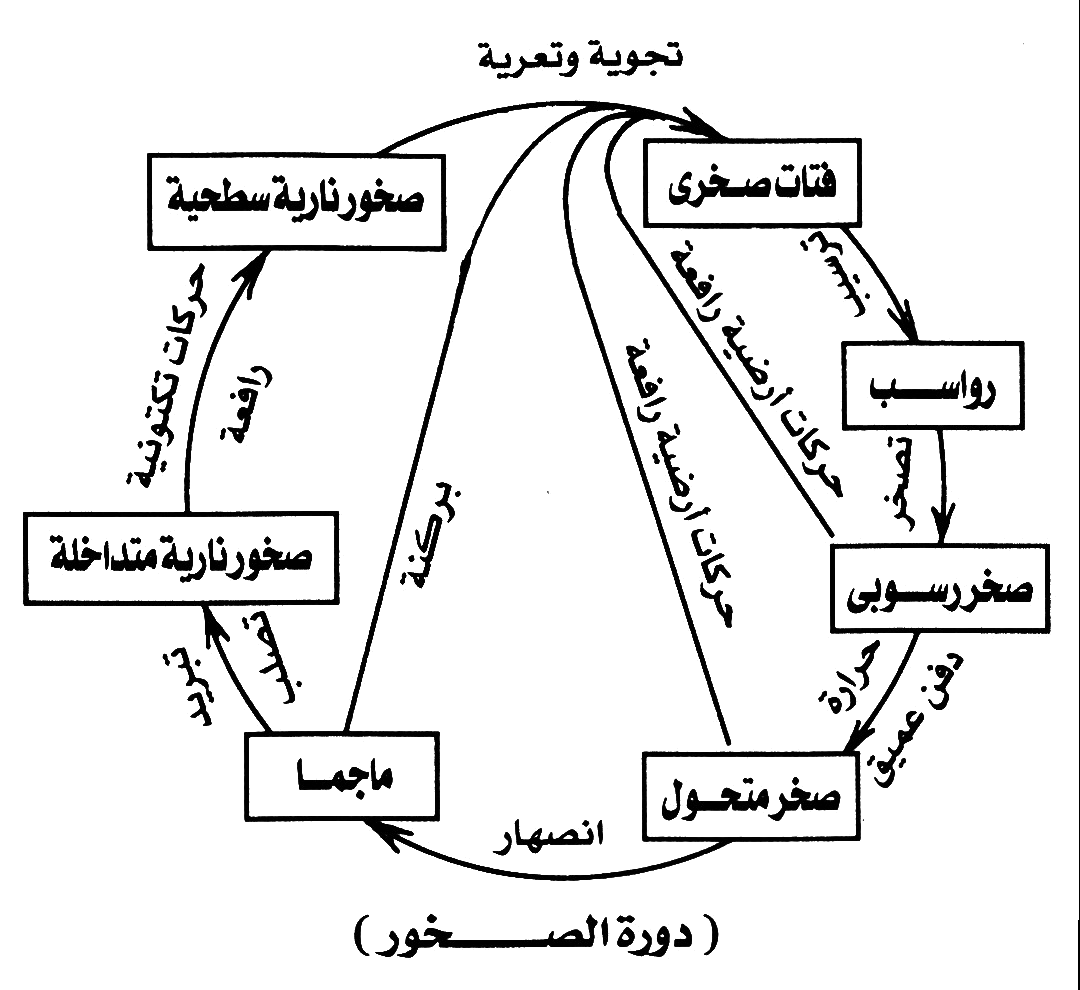 تجوية وتعرية
فتات صخرى
صخور نارية سطحية
رواسب
حركات أرضية رافعة
تصخر
حركات أرضية رافعة
حركات تكتونية
رافعة
بركنة
صخور نارية متداخلة
صخر رسوبى
حرارة
دفن عميق
تصلب
تبريد
ماجما
صخر متحول
انصهار
( دورة الصخور )